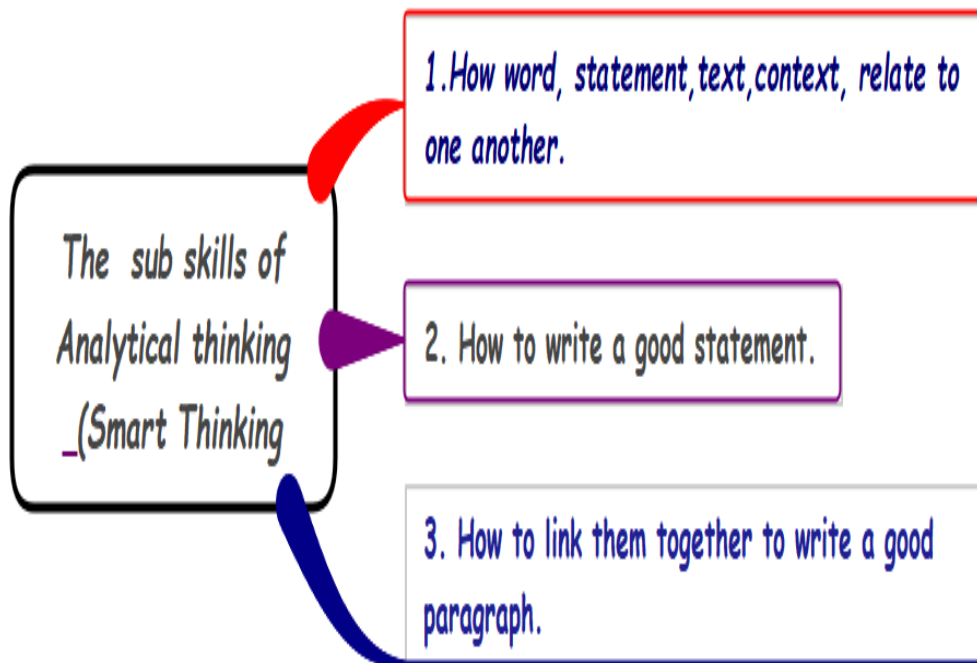 The sub skills of
Analytical thinking
_(Smart Thinking
1.How word, statement,text,context, relate to
one another.
2. How to write a good statement.
3. How to link them together to write a good
paragraph.